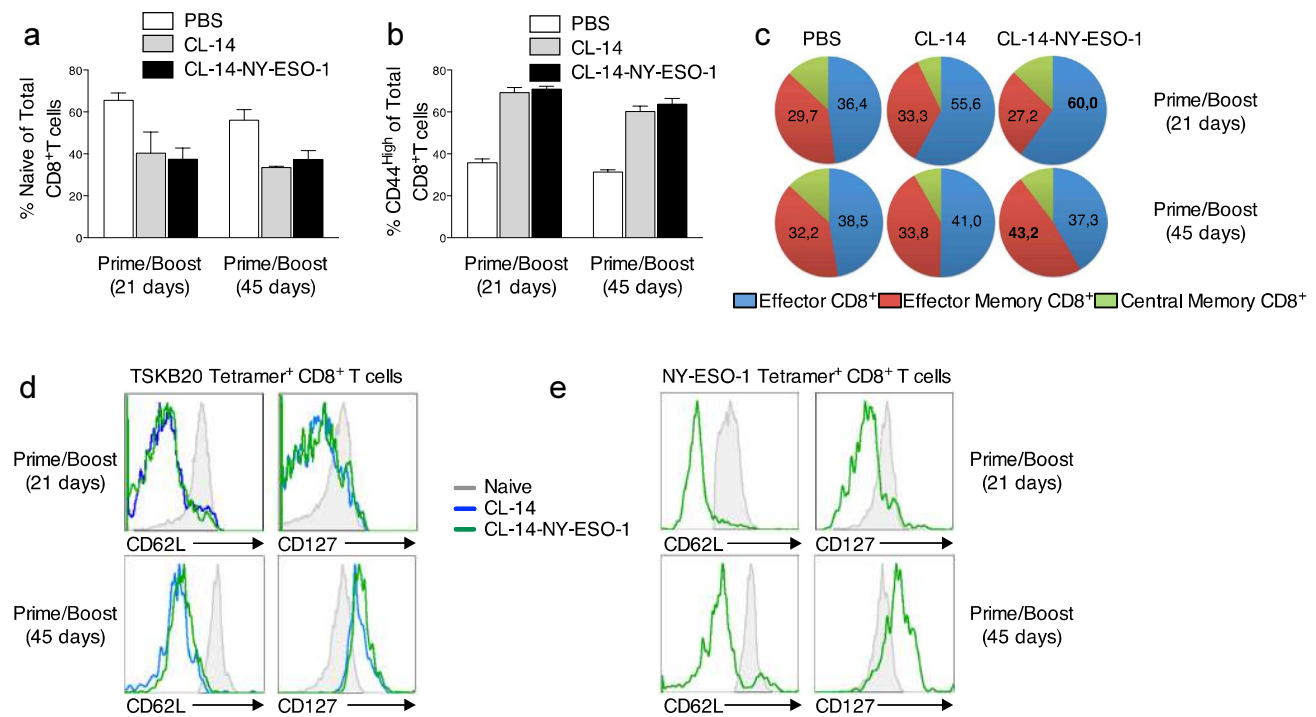 a
PBS
CL-14
CL-14-NY-ESO-1
% Naive of Total
CD8⁺T cells
80
60
40
20
0
Prime/Boost
(21 days)
Prime/Boost
(45 days)
b
PBS
CL-14
CL-14-NY-ESO-1
% CD44ᴴⁱᵍʰ of Total
CD8⁺T cells
80
60
40
20
0
Prime/Boost
(21 days)
Prime/Boost
(45 days)
c
PBS CL-14 CL-14-NY-ESO-1
29,7 36,4 33,3 55,6 27,2 60,0
Prime/Boost
(21 days)
32,2 38,5 33,8 41,0 43,2 37,3
Prime/Boost
(45 days)
Effector CD8⁺ Effector Memory CD8⁺ Central Memory CD8⁺
d
TSKB20 Tetramer⁺ CD8⁺ T cells
Prime/Boost
(21 days)
CD62L CD127
Prime/Boost
(45 days)
CD62L CD127
Naive
CL-14
CL-14-NY-ESO-1
e
NY-ESO-1 Tetramer⁺ CD8⁺ T cells
Prime/Boost
(21 days)
CD62L CD127
Prime/Boost
(45 days)
CD62L CD127